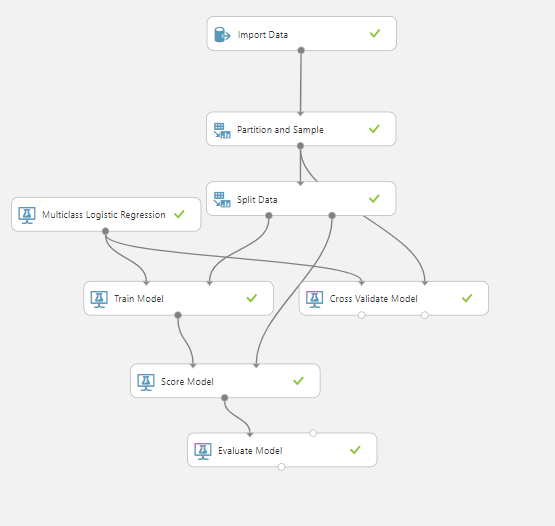 Import Data
Partition and Sample
Split Data
Multiclass Logistic Regression
Train Model
Cross Validate Model
Score Model
Evaluate Model